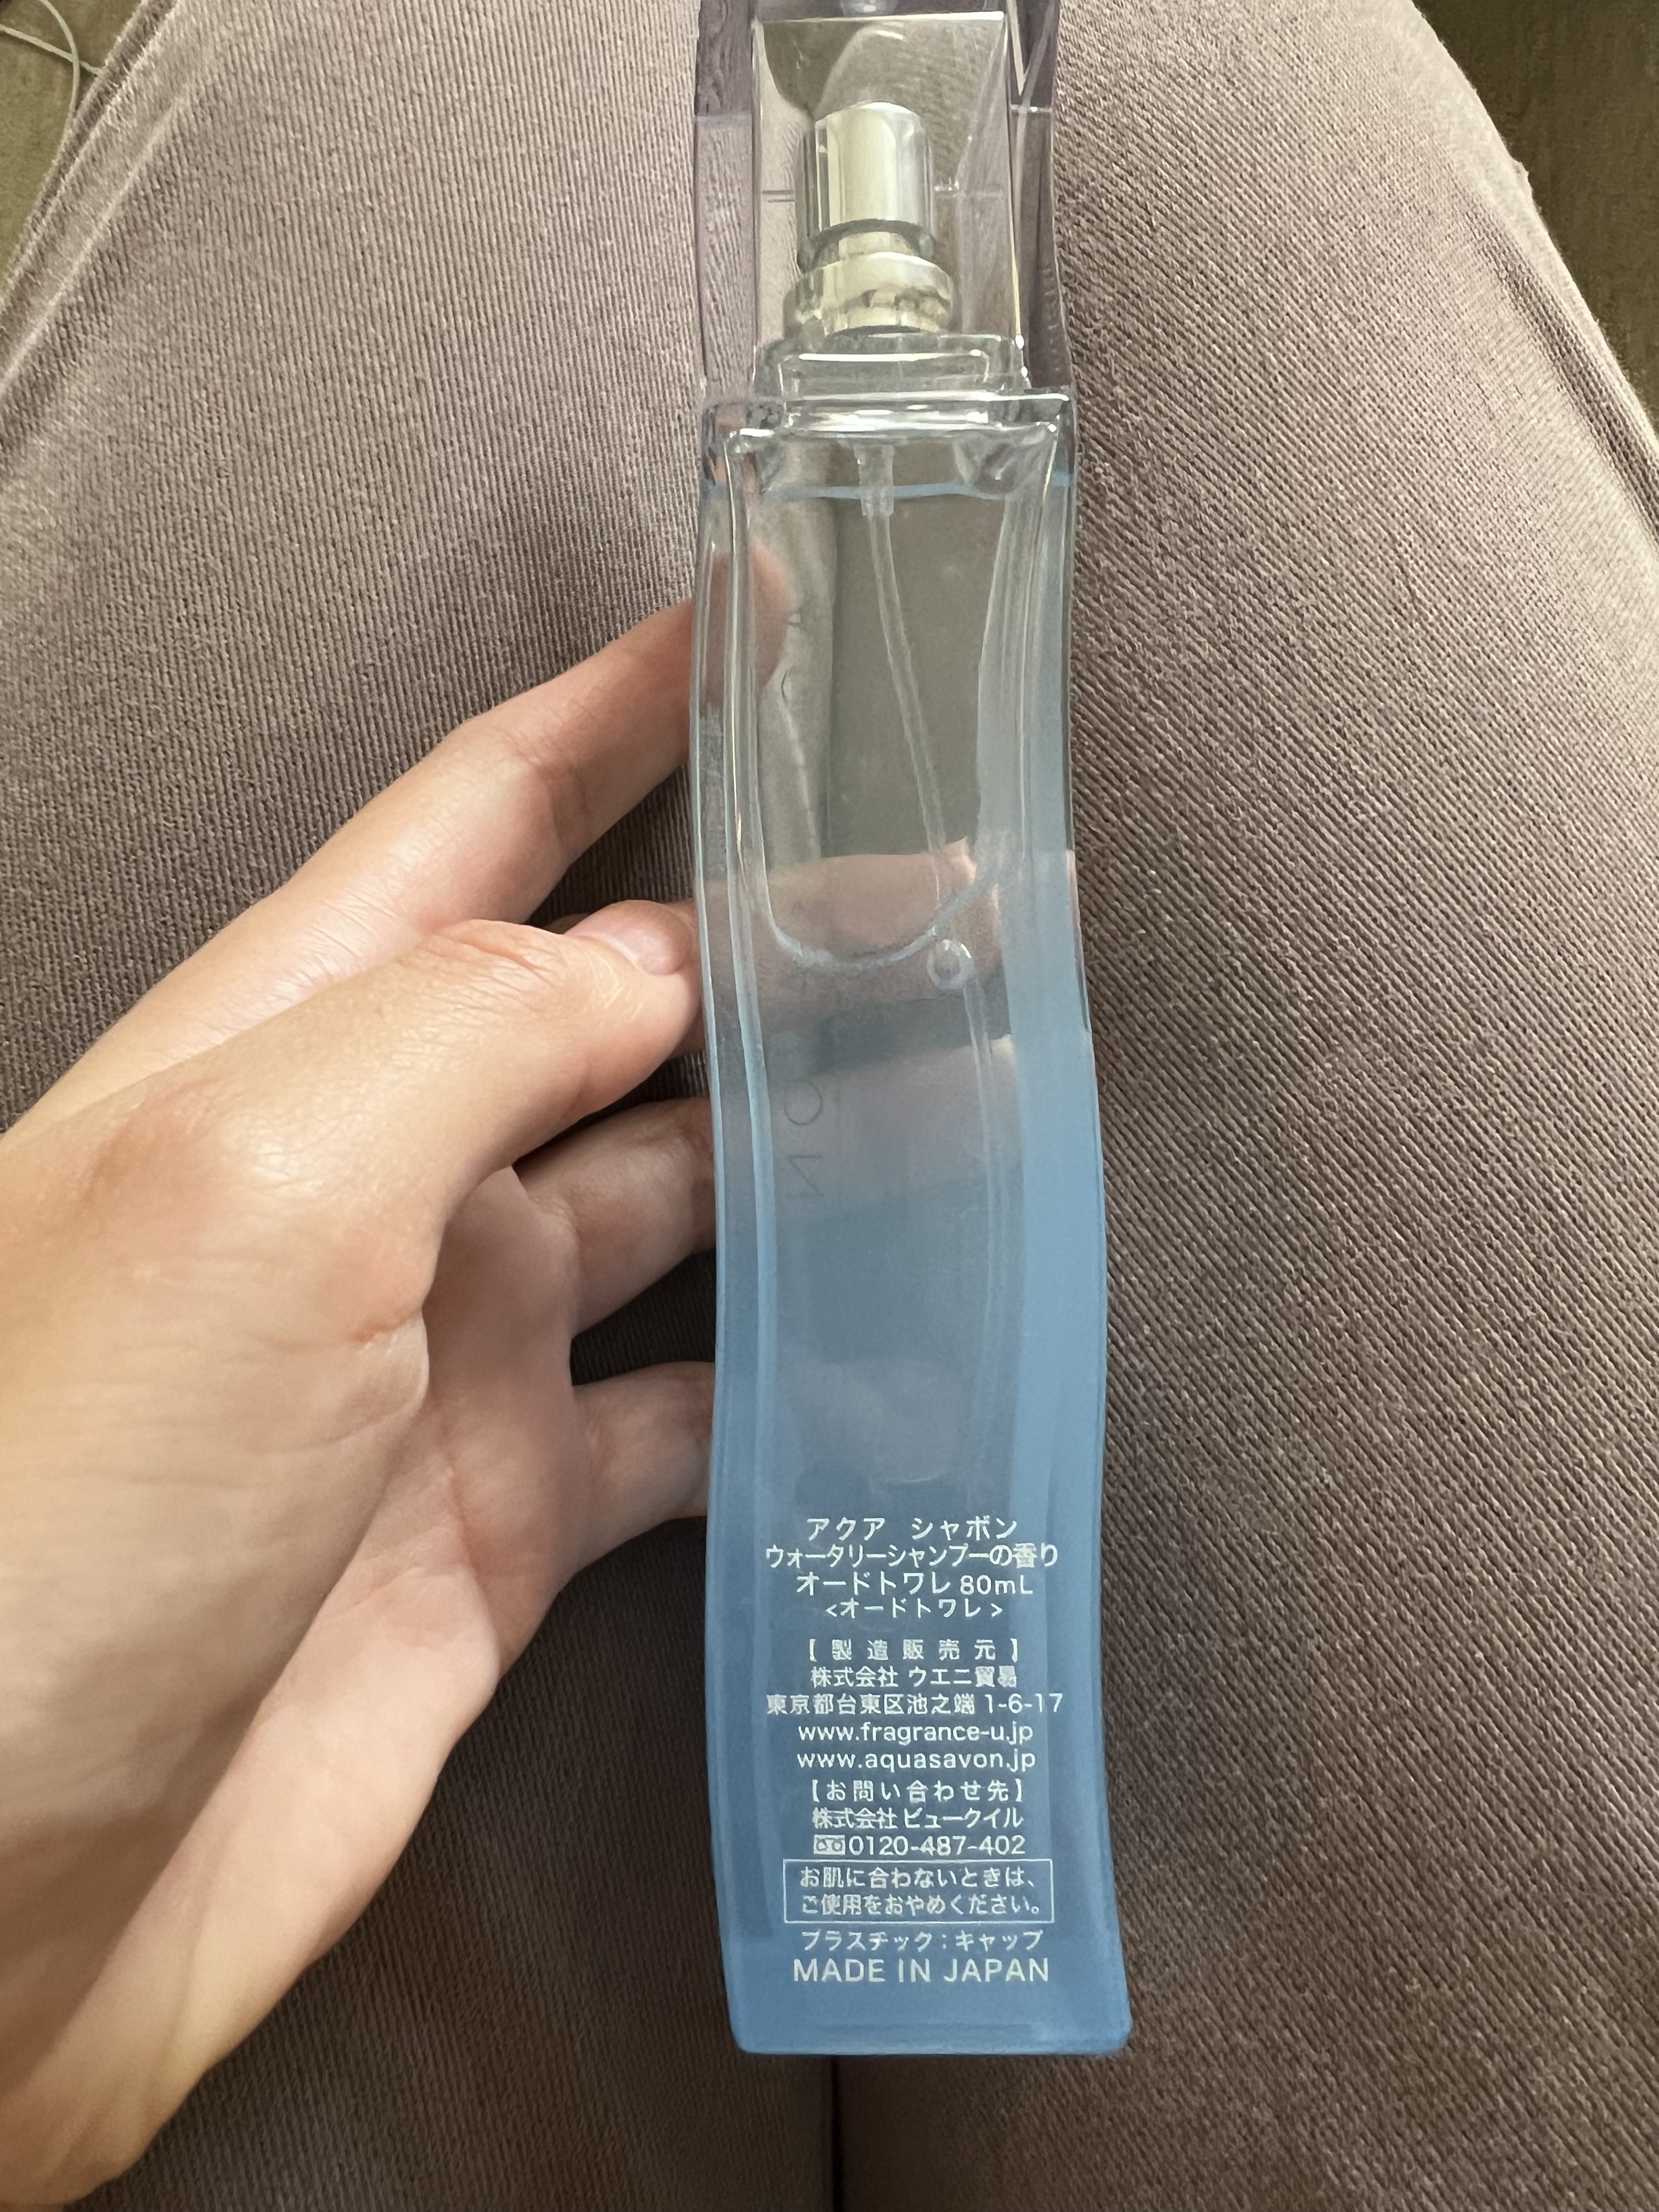 アクア シャボン
ウォータリーシャンプーの香り
オードトワレ 80mL
<オードトワレ>
【製造販売元】
株式会社 ウエニ貿易
東京都台東区池之端 1-6-17
www.fragrance-u.jp
www.aquasavon.jp
【お問い合わせ先】
株式会社 ビュークイル
0120-487-402
お肌に合わないときは、
ご使用をおやめください。
プラスチック：キャップ
MADE IN JAPAN